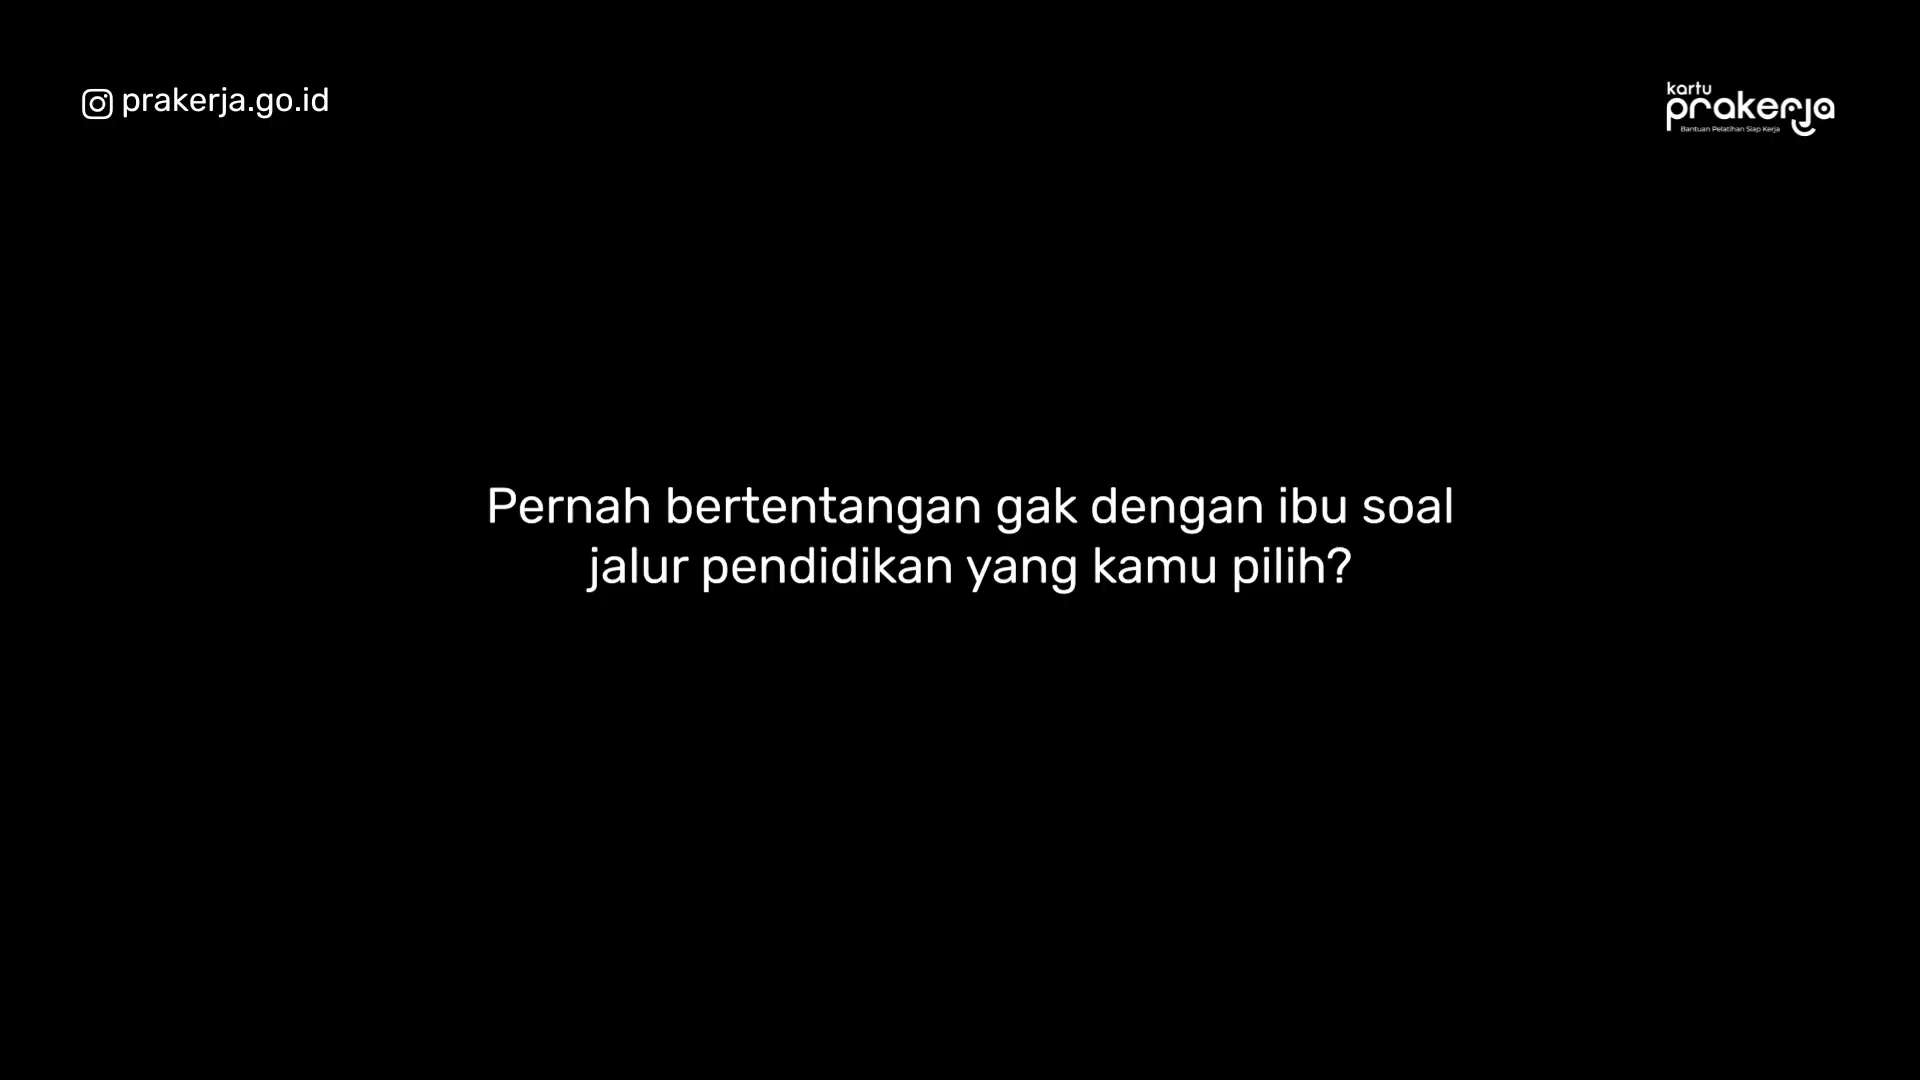 prakerja.go.id
kartu
prakerja
Bantuan Pelatihan Siap Kerja
Pernah bertentangan gak dengan ibu soal
jalur pendidikan yang kamu pilih?